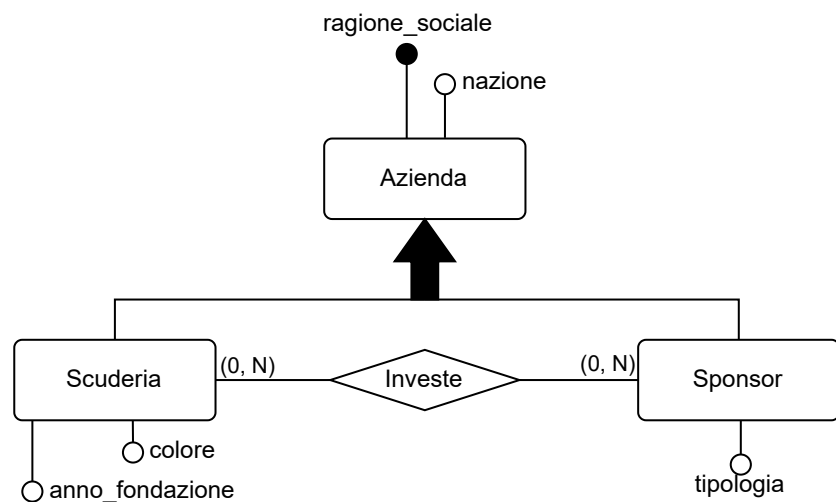 ragione_sociale
nazione
Azienda
Scuderia
(0, N)
Investe
(0, N)
Sponsor
colore
anno_fondazione
tipologia